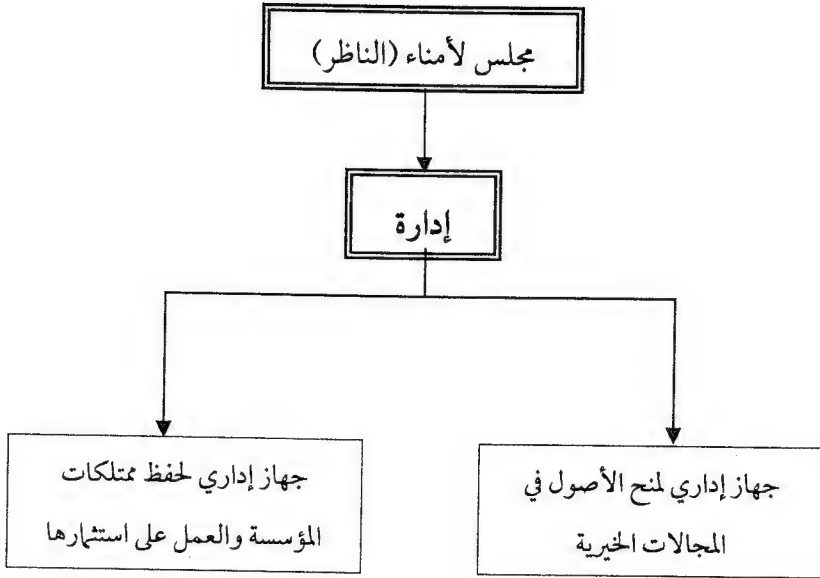 مجلس لأمناء (الناظر)
إدارة
جهاز إداري لمنح الأصول في
المجالات الخيرية
جهاز إداري لحفظ ممتلكات
المؤسسة والعمل على استثمارها